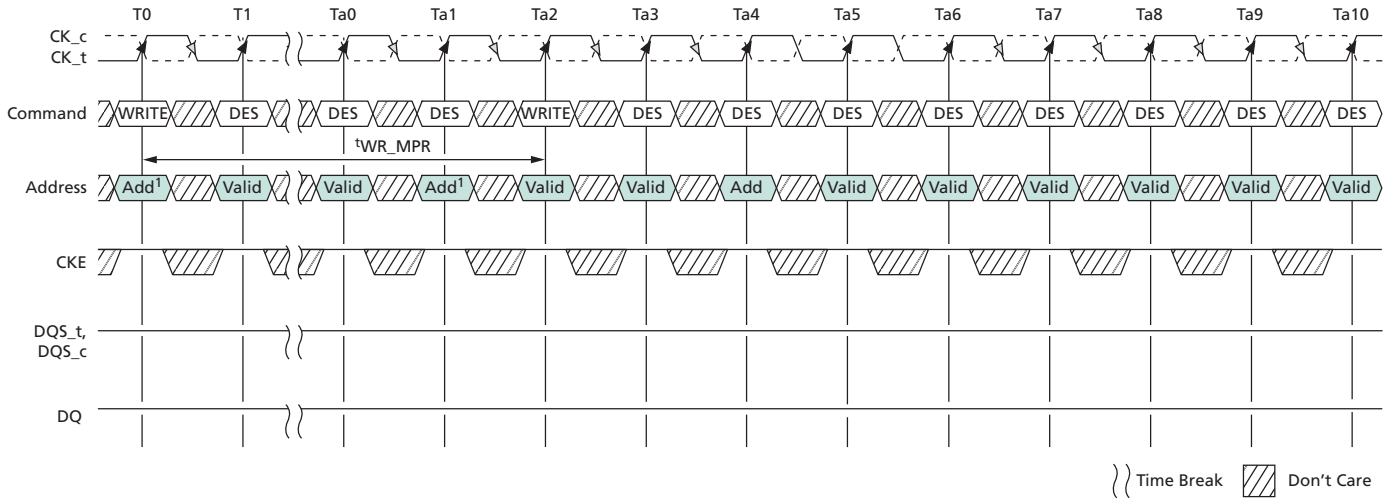 T0 T1 Ta0 Ta1 Ta2 Ta3 Ta4 Ta5 Ta6 Ta7 Ta8 Ta9 Ta10
CK_c
CK_t
Command WRITE DES DES DES WRITE DES DES DES DES DES DES DES DES
tWR_MPR
Address Add1 Valid Valid Add1 Valid Valid Add Valid Valid Valid Valid Valid Valid
CKE
DQS_t,
DQS_c
DQ
Time Break Don't Care